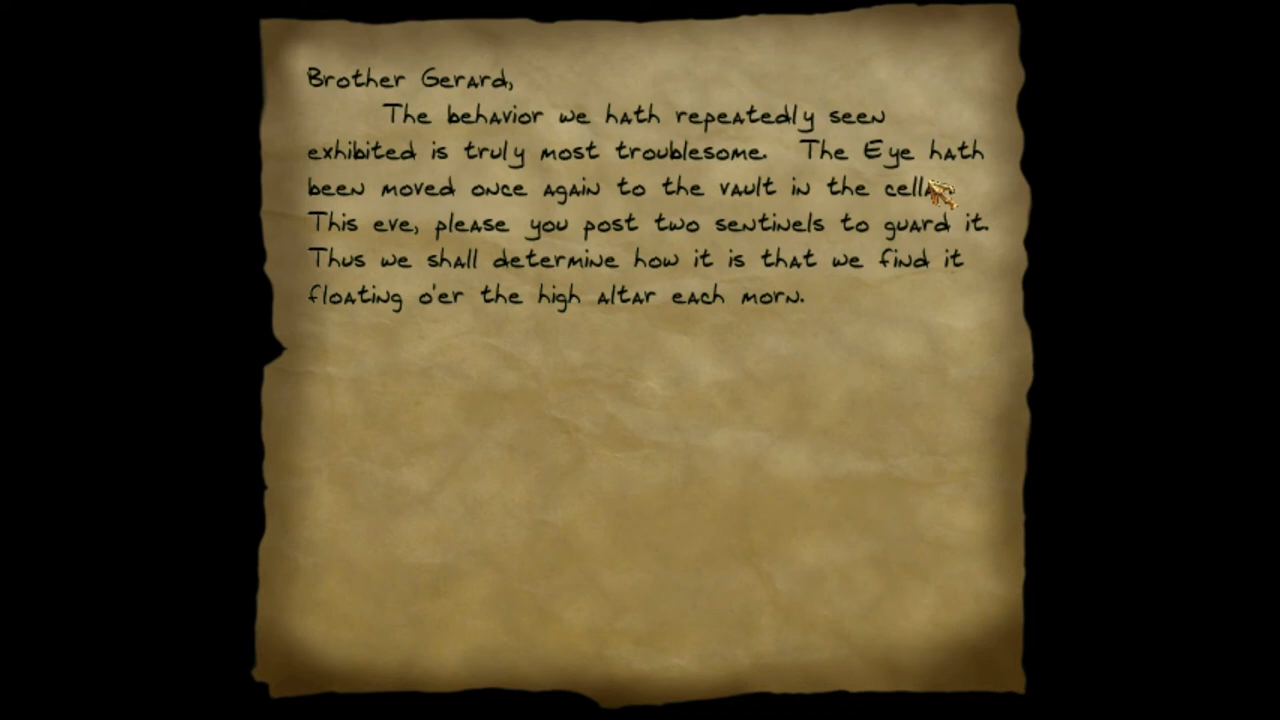 Brother Gerard,
The behavior we hath repeatedly seen
exhibited is truly most troublesome. The Eye hath
been moved once again to the vault in the
This eve, please you post two sentinels to guard it.
Thus we shall determine how it is that we find it
floating o'er the high altar each morn.